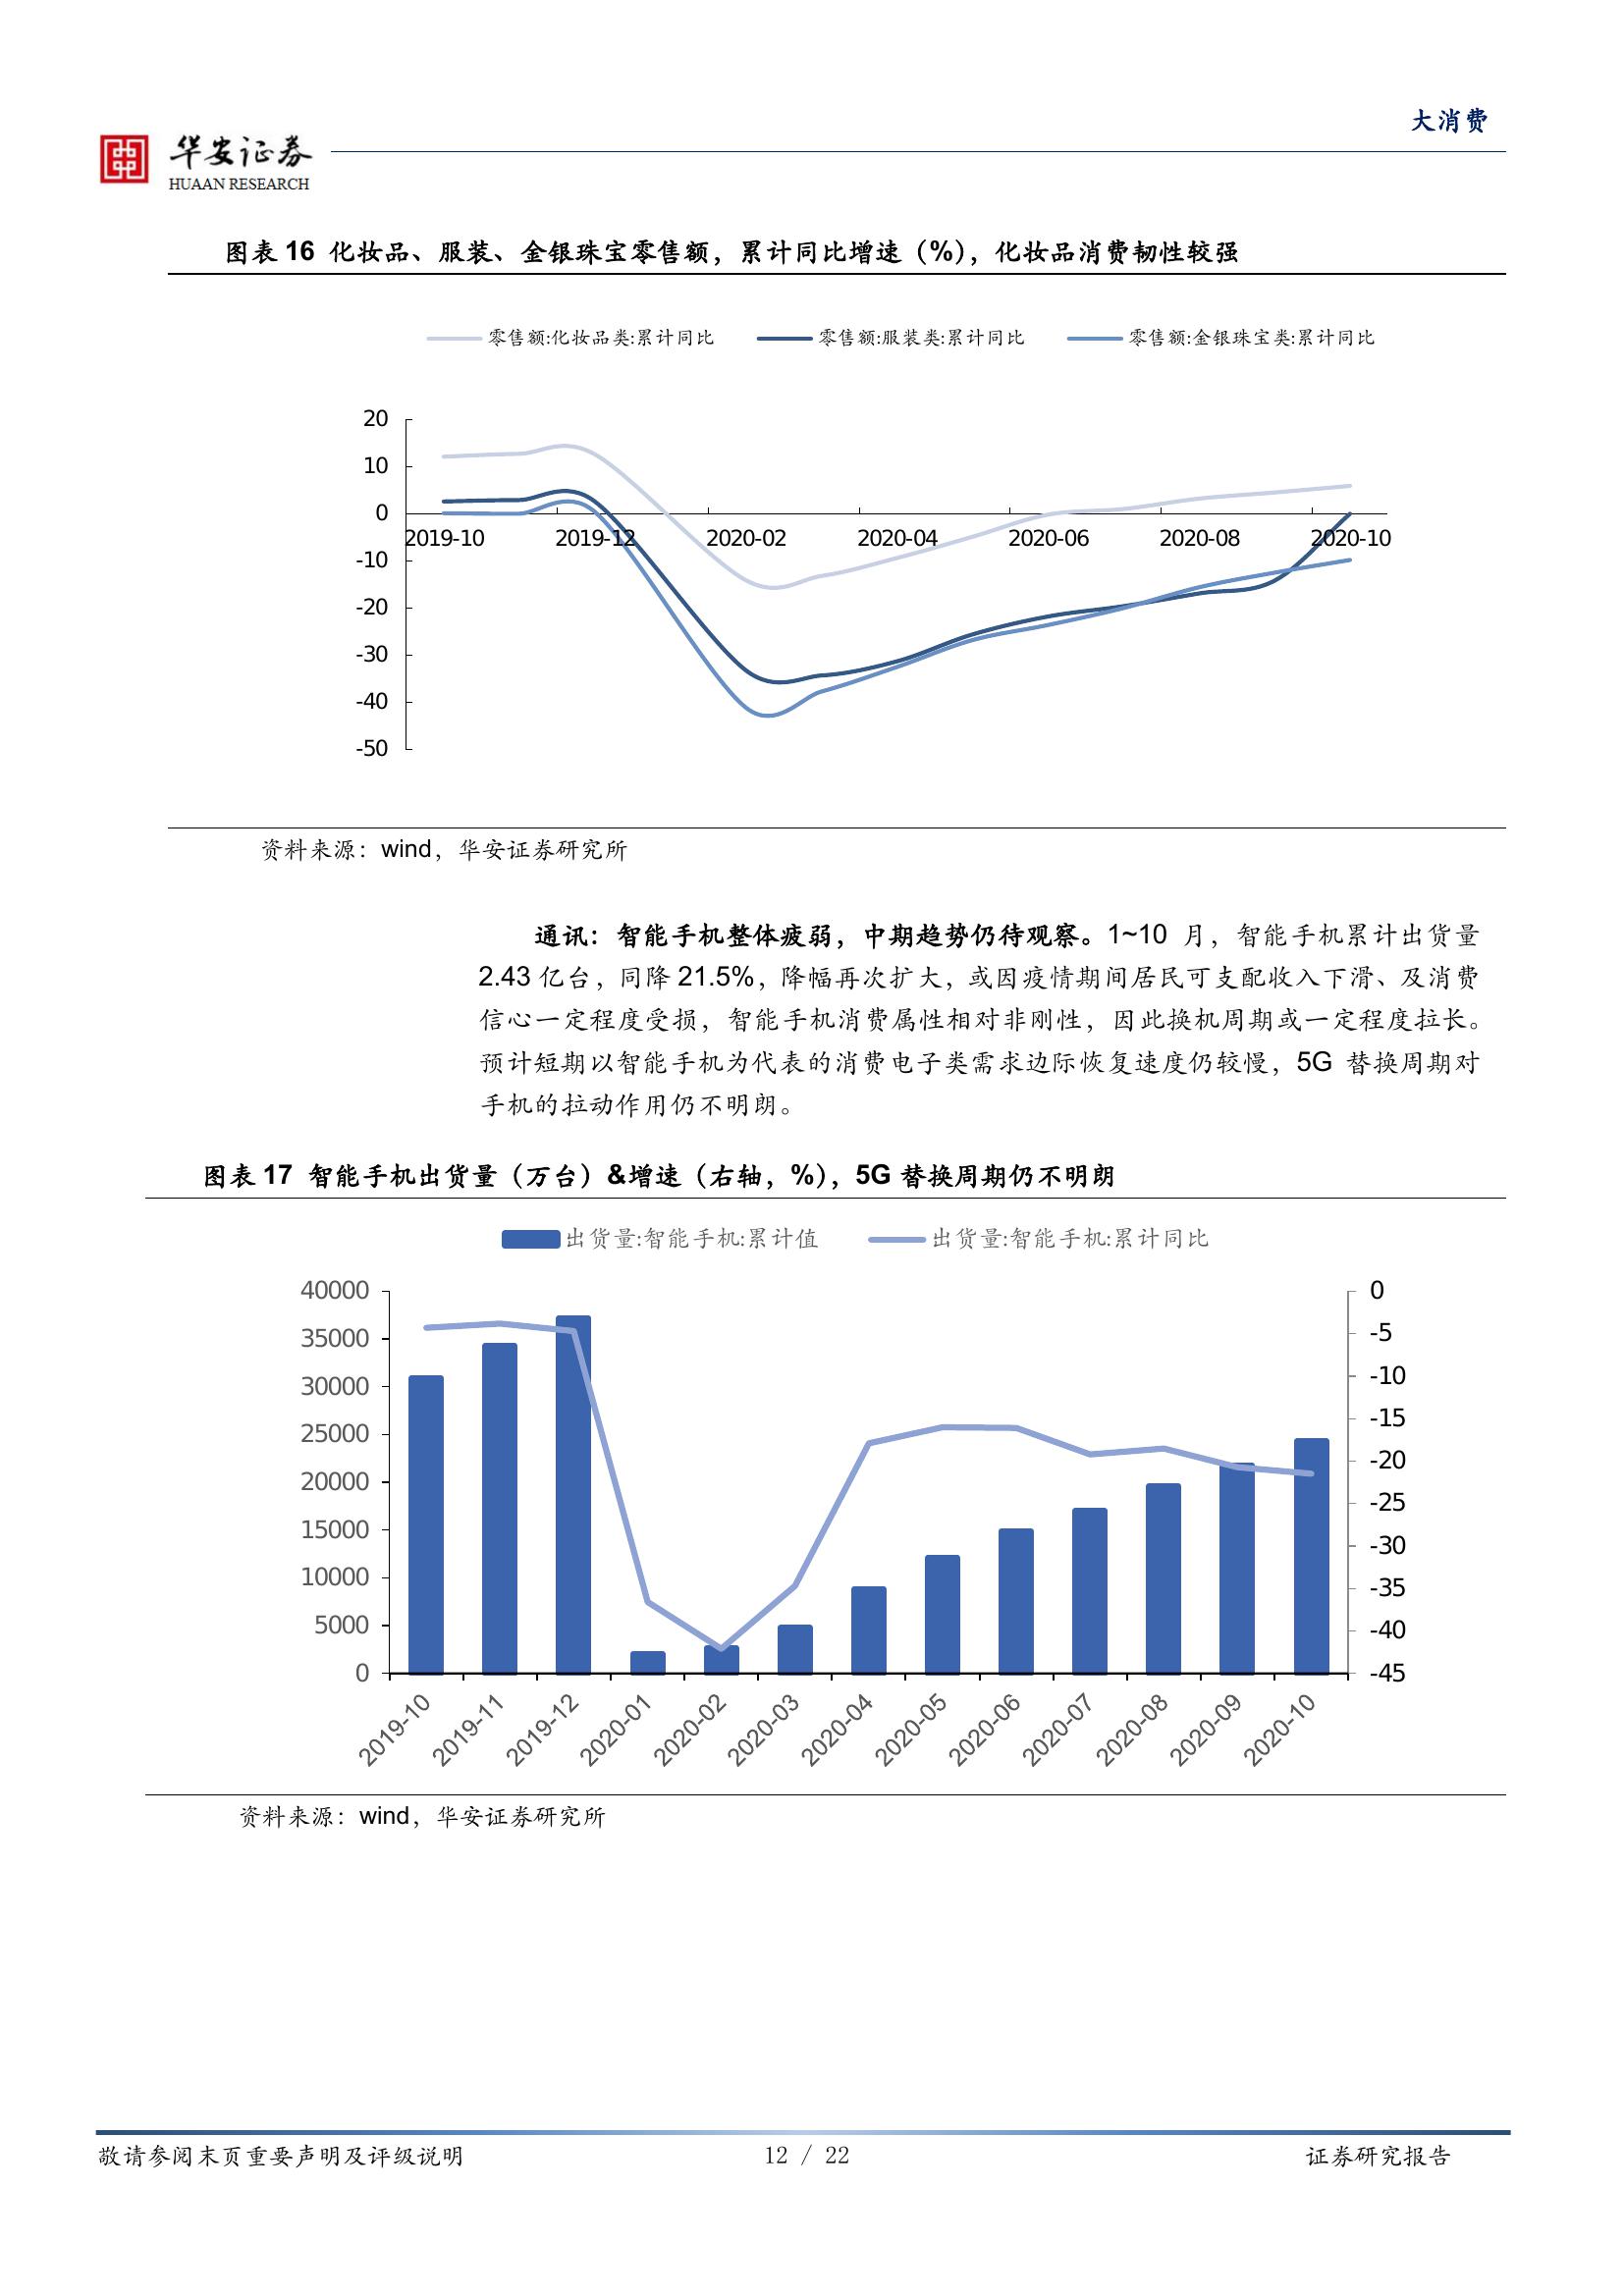 大消费
华安证券
HUAAN RESEARCH
图表 16 化妆品、服装、金银珠宝零售额，累计同比增速（%），化妆品消费韧性较强
零售额:化妆品类:累计同比 零售额:服装类:累计同比 零售额:金银珠宝类:累计同比
20
10
0
2019-10 2019-12 2020-02 2020-04 2020-06 2020-08 2020-10
-10
-20
-30
-40
-50
资料来源：wind，华安证券研究所
通讯：智能手机整体疲弱，中期趋势仍待观察。1~10 月，智能手机累计出货量
2.43 亿台，同降 21.5%，降幅再次扩大，或因疫情期间居民可支配收入下滑、及消费
信心一定程度受损，智能手机消费属性相对非刚性，因此换机周期或一定程度拉长。
预计短期以智能手机为代表的消费电子类需求边际恢复速度仍较慢，5G 替换周期对
手机的拉动作用仍不明朗。
图表 17 智能手机出货量（万台）&增速（右轴，%），5G 替换周期仍不明朗
出货量:智能手机:累计值 出货量:智能手机:累计同比
40000 0
35000 -5
30000 -10
25000 -15
20000 -20
15000 -25
10000 -30
5000 -35
0 -40
-45
2019-10 2019-11 2019-12 2020-01 2020-02 2020-03 2020-04 2020-05 2020-06 2020-07 2020-08 2020-09 2020-10
资料来源：wind，华安证券研究所
敬请参阅末页重要声明及评级说明 12 / 22 证券研究报告